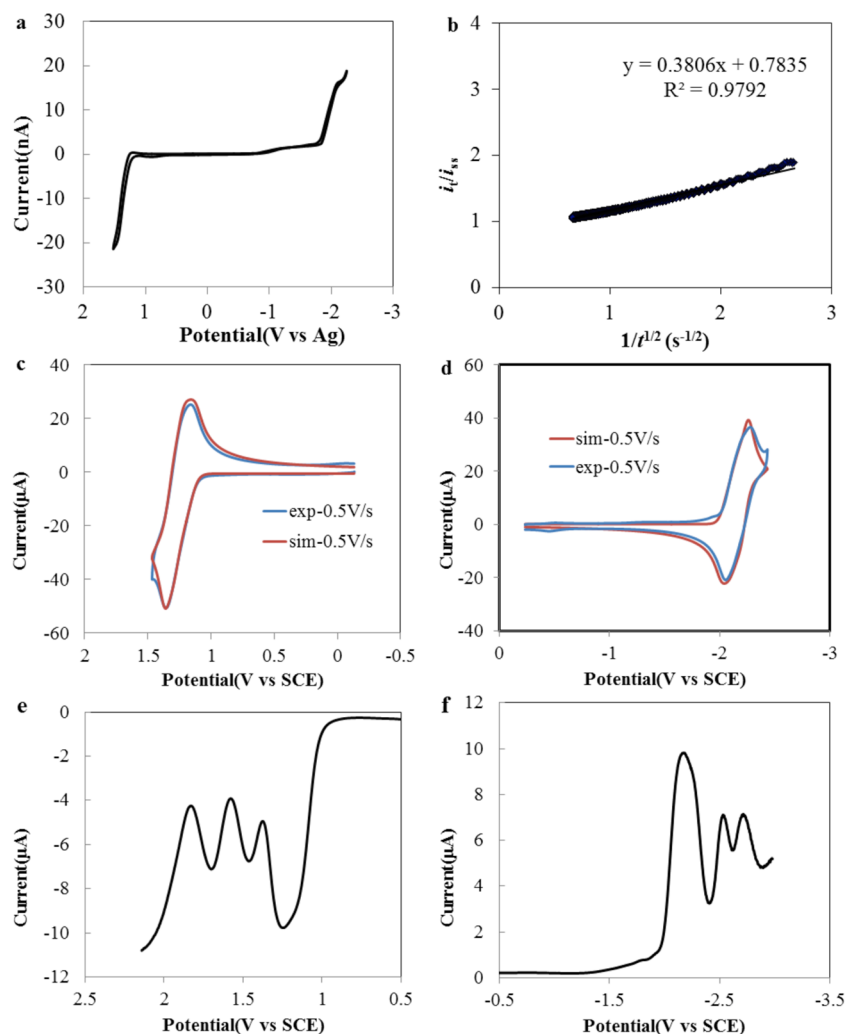 a
30
20
10
0
-10
-20
-30
2 1 0 -1 -2 -3
Current(nA)
Potential(V vs Ag)
b
4
3
2
1
0
0 1 2 3
y = 0.3806x + 0.7835
R² = 0.9792
iₜ/iₛₛ
1/t^1/2 (s^-1/2)
c
40
20
0
-20
-40
-60
2 1.5 1 0.5 0 -0.5
exp-0.5V/s
sim-0.5V/s
Current(µA)
Potential(V vs SCE)
d
60
40
20
0
-20
-40
0 -1 -2 -3
sim-0.5V/s
exp-0.5V/s
Current(µA)
Potential(V vs SCE)
e
0
-2
-4
-6
-8
-10
-12
2.5 2 1.5 1 0.5
Current(µA)
Potential(V vs SCE)
f
12
10
8
6
4
2
0
-0.5 -1.5 -2.5 -3.5
Current(µA)
Potential(V vs SCE)